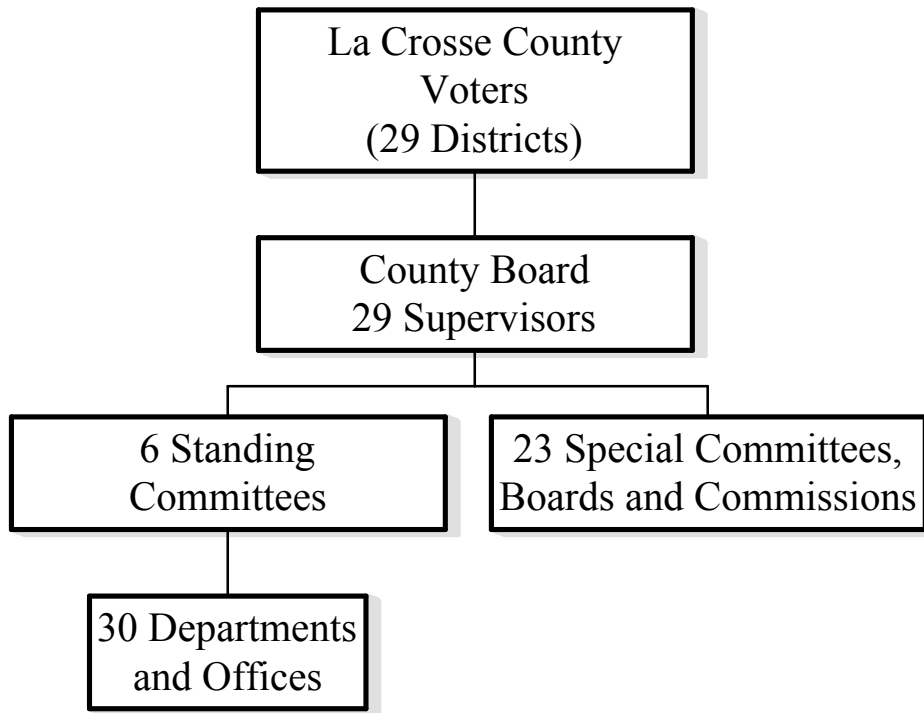 La Crosse County
Voters
(29 Districts)
County Board
29 Supervisors
6 Standing
Committees
23 Special Committees,
Boards and Commissions
30 Departments
and Offices